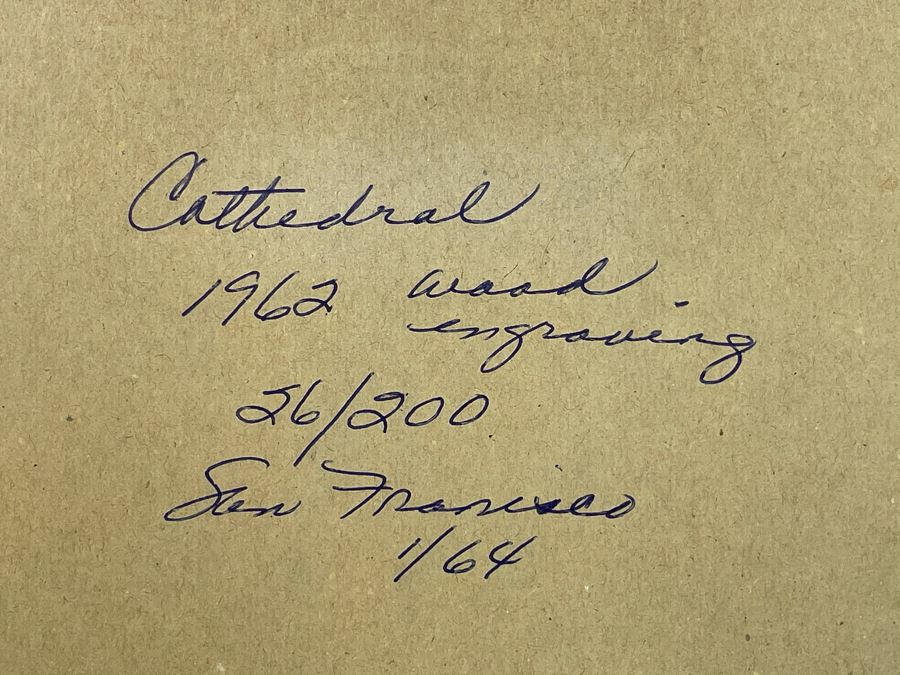 Cathedral
1962 wood
engraving
26/200
San Francisco
1/64